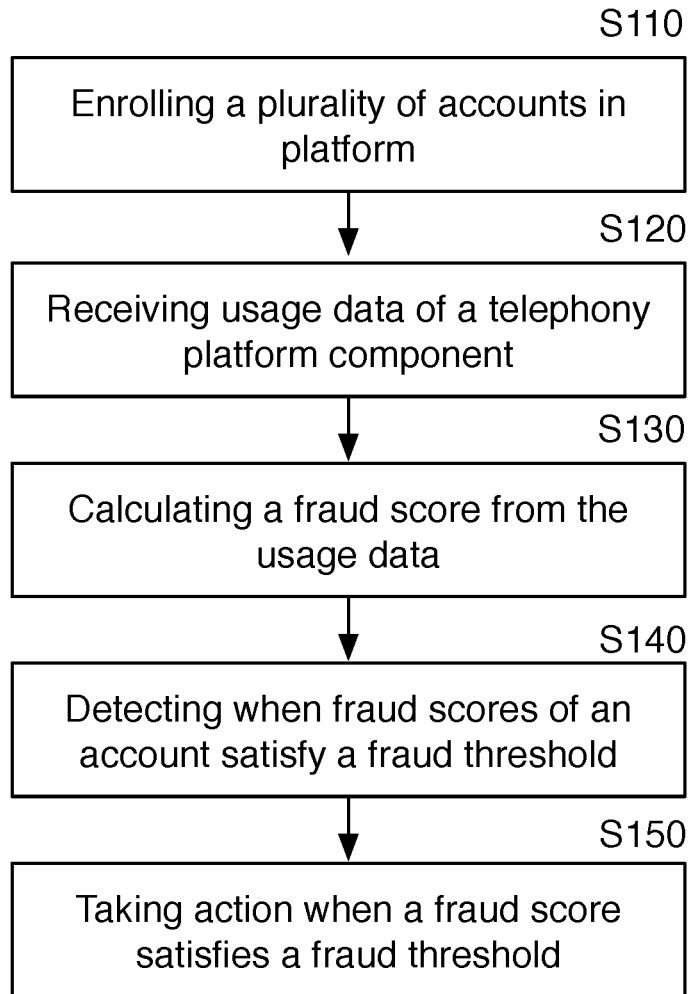 S110
Enrolling a plurality of accounts in
platform
S120
Receiving usage data of a telephony
platform component
S130
Calculating a fraud score from the
usage data
S140
Detecting when fraud scores of an
account satisfy a fraud threshold
S150
Taking action when a fraud score
satisfies a fraud threshold